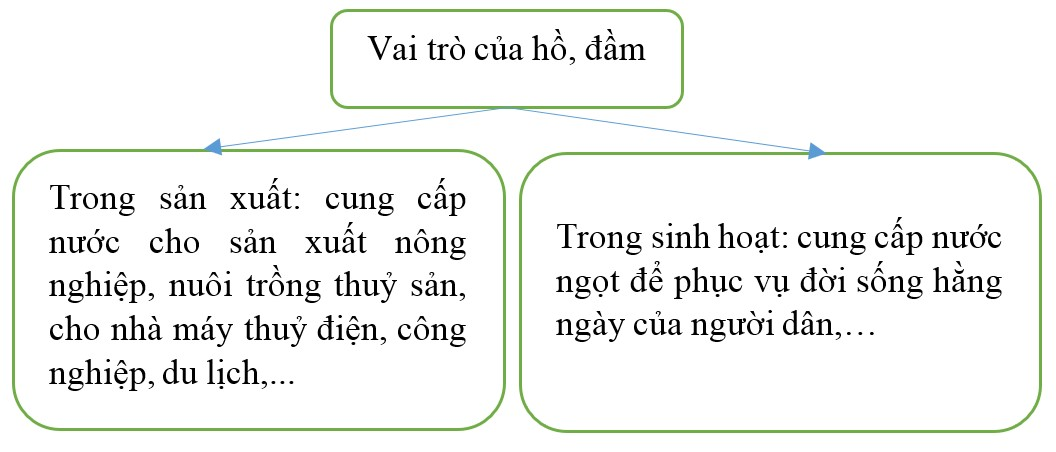 Vai trò của hồ, đầm
Trong sản xuất: cung cấp
nước cho sản xuất nông
nghiệp, nuôi trồng thuỷ sản,
cho nhà máy thuỷ điện, công
nghiệp, du lịch,...
Trong sinh hoạt: cung cấp nước
ngọt để phục vụ đời sống hằng
ngày của người dân,…